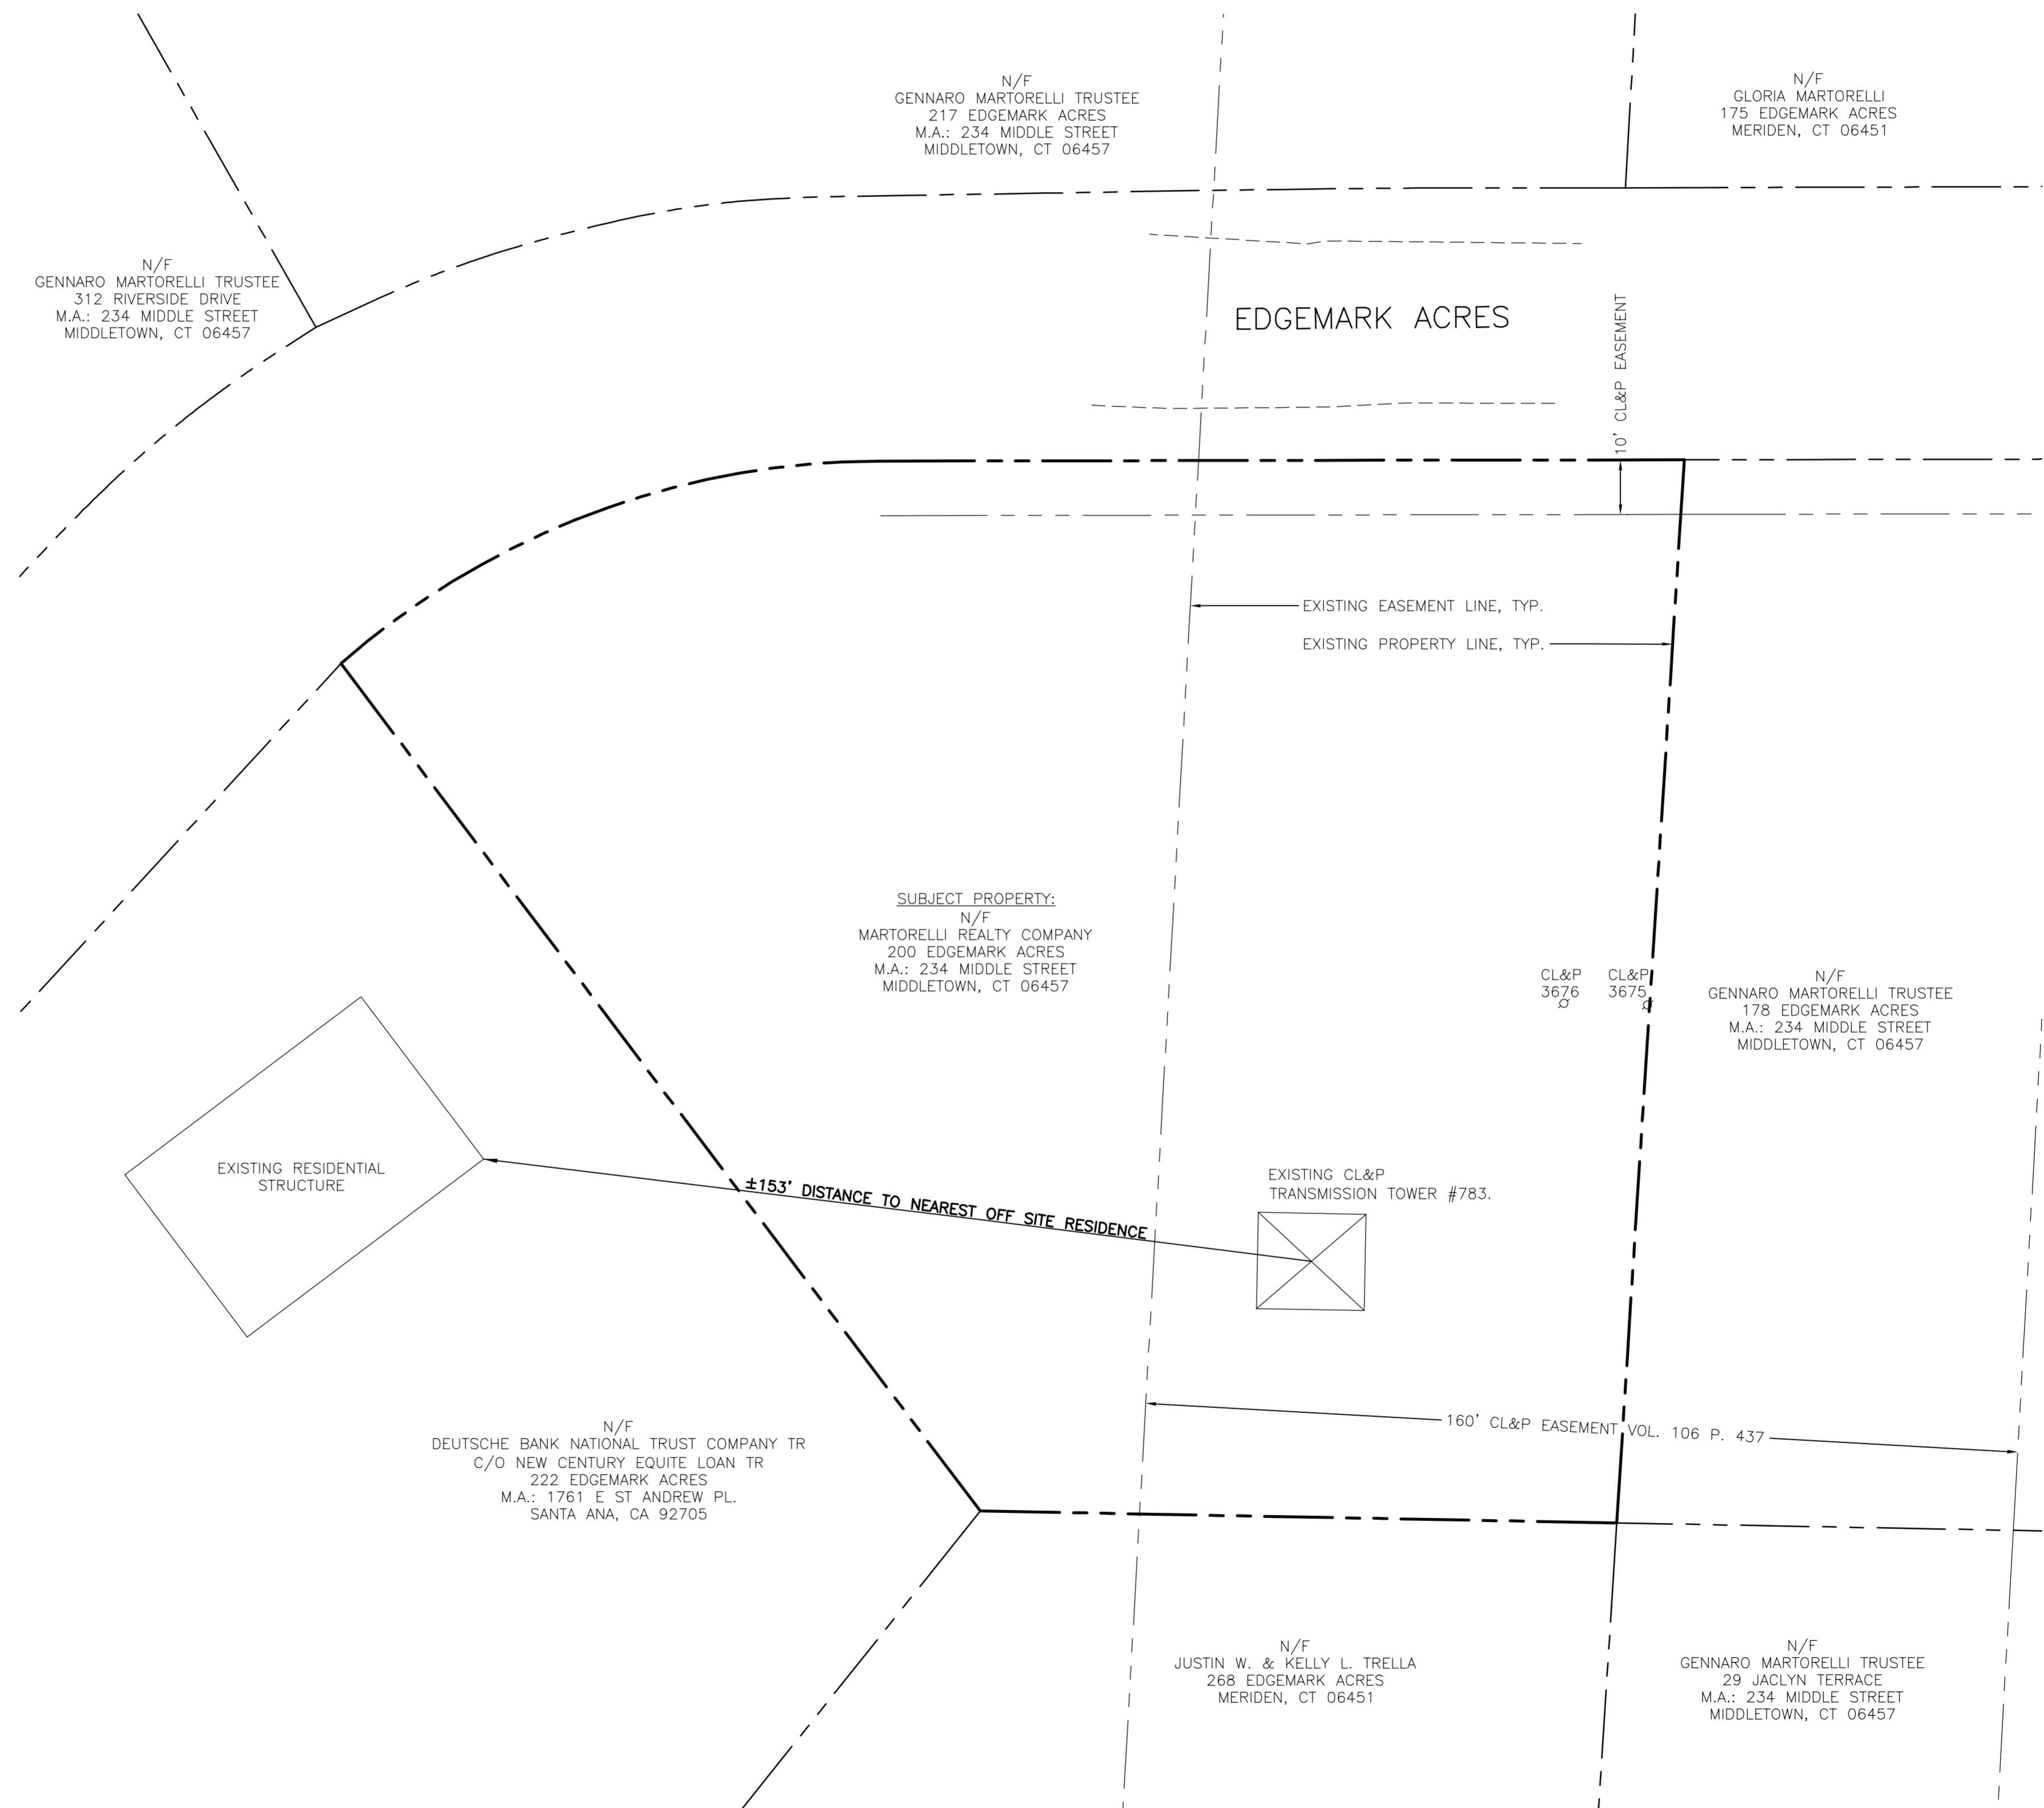 N/F
GENNARO MARTORELLI TRUSTEE
217 EDGEMARK ACRES
M.A.: 234 MIDDLE STREET
MIDDLETOWN, CT 06457
N/F
GLORIA MARTORELLI
175 EDGEMARK ACRES
MERIDEN, CT 06451
N/F
GENNARO MARTORELLI TRUSTEE
312 RIVERSIDE DRIVE
M.A.: 234 MIDDLE STREET
MIDDLETOWN, CT 06457
EDGEMARK ACRES
10' CL&P EASEMENT
EXISTING EASEMENT LINE, TYP.
EXISTING PROPERTY LINE, TYP.
SUBJECT PROPERTY:
N/F
MARTORELLI REALTY COMPANY
200 EDGEMARK ACRES
M.A.: 234 MIDDLE STREET
MIDDLETOWN, CT 06457
CL&P
3676
CL&P
3675
N/F
GENNARO MARTORELLI TRUSTEE
178 EDGEMARK ACRES
M.A.: 234 MIDDLE STREET
MIDDLETOWN, CT 06457
EXISTING RESIDENTIAL
STRUCTURE
±153' DISTANCE TO NEAREST OFF SITE RESIDENCE
EXISTING CL&P
TRANSMISSION TOWER #783.
160' CL&P EASEMENT VOL. 106 P. 437
N/F
DEUTSCHE BANK NATIONAL TRUST COMPANY TR
C/O NEW CENTURY EQUITE LOAN TR
222 EDGEMARK ACRES
M.A.: 1761 E ST ANDREW PL.
SANTA ANA, CA 92705
N/F
JUSTIN W. & KELLY L. TRELLA
268 EDGEMARK ACRES
MERIDEN, CT 06451
N/F
GENNARO MARTORELLI TRUSTEE
29 JACLYN TERRACE
M.A.: 234 MIDDLE STREET
MIDDLETOWN, CT 06457